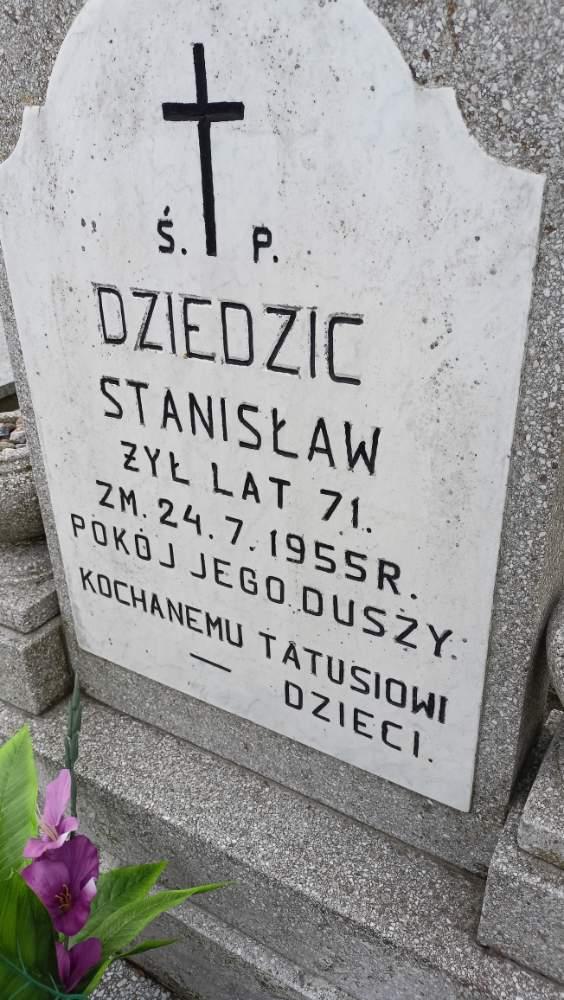 Ś. P.
DZIEDZIC
STANISŁAW
ŻYŁ LAT 71.
ZM. 24. 7. 1955R.
POKÓJ JEGO DUSZY.
KOCHANEMU TATUSIOWI
— DZIECI.